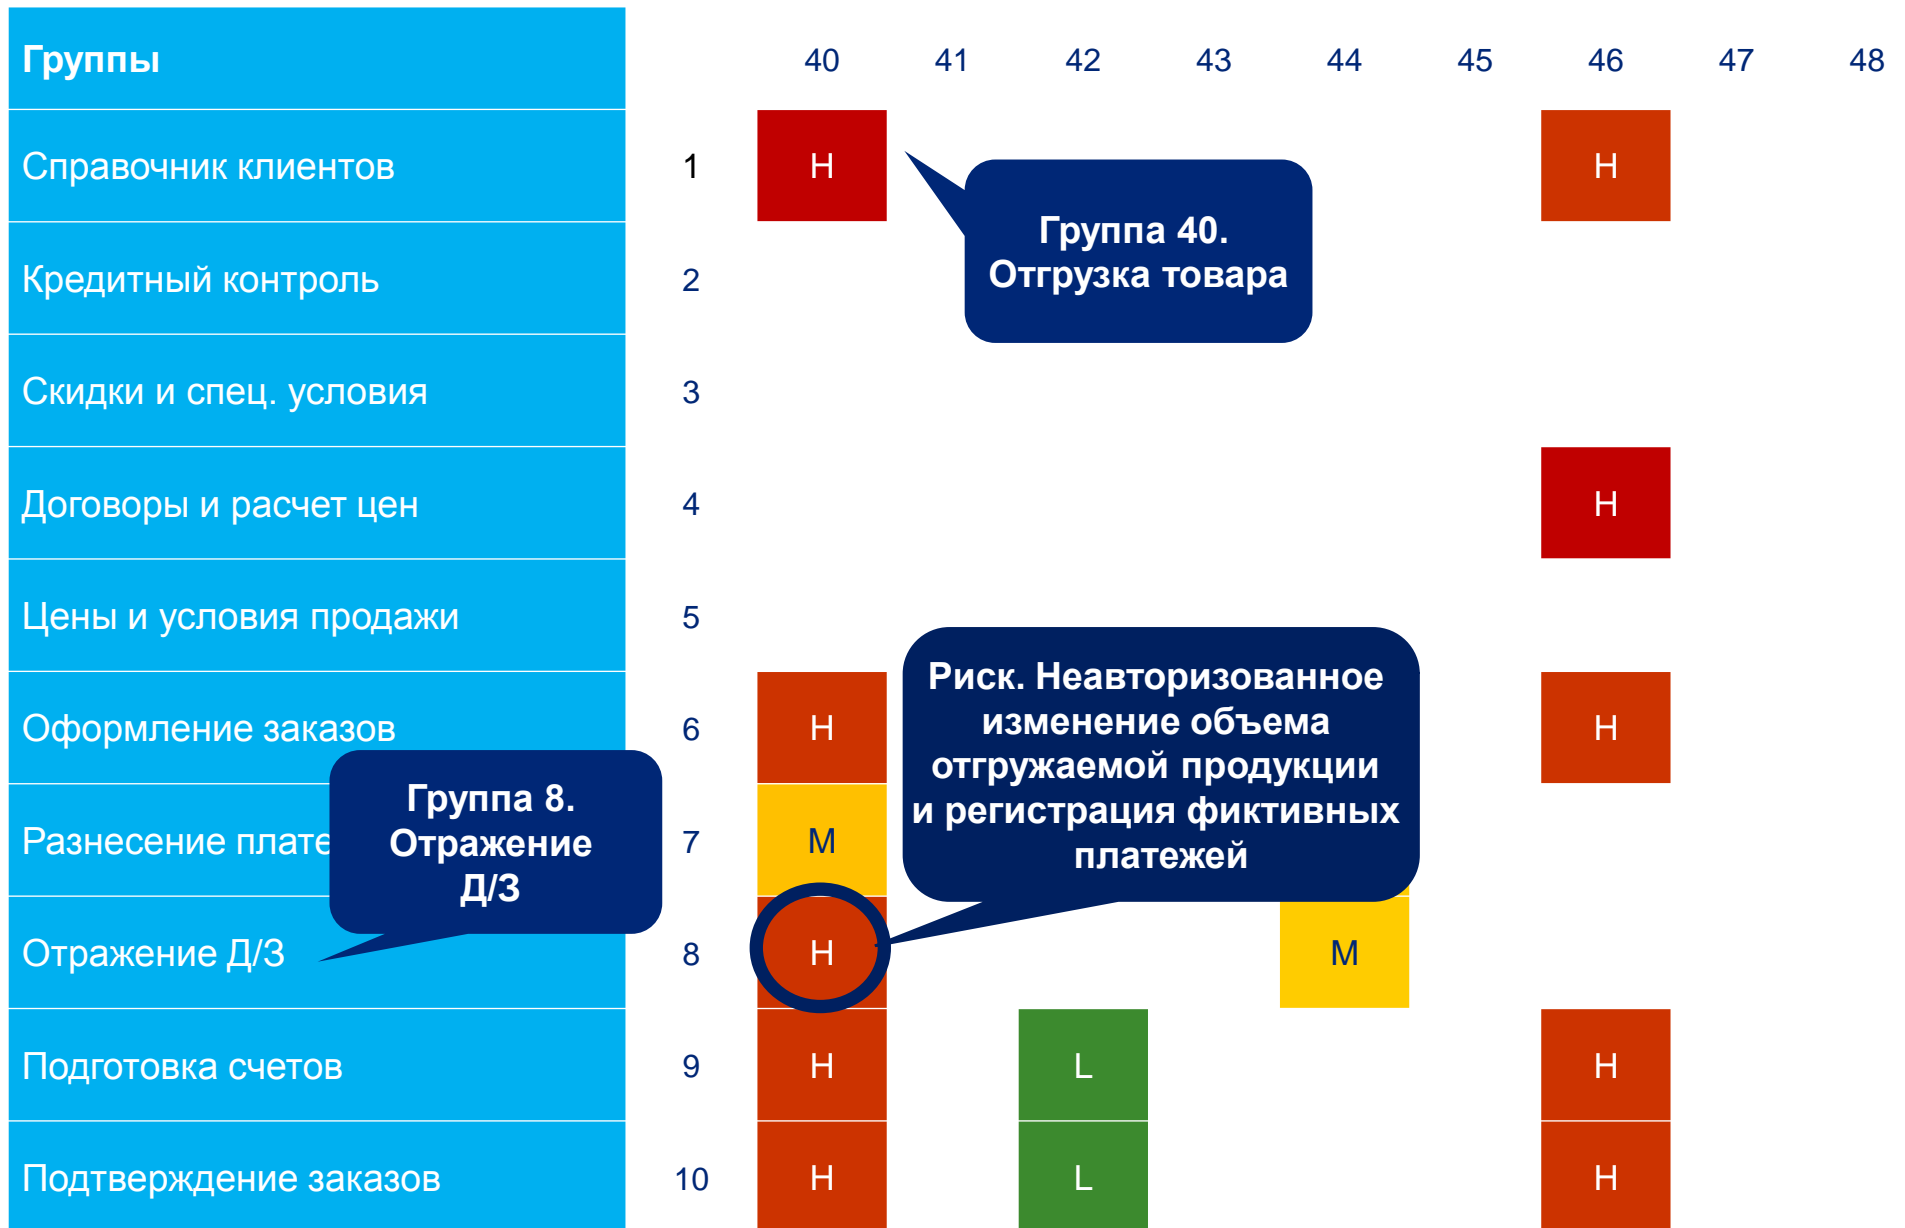 Группы 40 41 42 43 44 45 46 47 48
Справочник клиентов 1 H H
Группа 40.
Отгрузка товара
Кредитный контроль 2
Скидки и спец. условия 3
Договоры и расчет цен 4 H
Цены и условия продажи 5
Риск. Неавторизованное
изменение объема
отгружаемой продукции
и регистрация фиктивных
платежей
Оформление заказов 6 H H
Группа 8.
Отражение
Д/З
Разнесение 7 M
Отражение Д/З 8 H M
Подготовка счетов 9 H L H
Подтверждение заказов 10 H L H